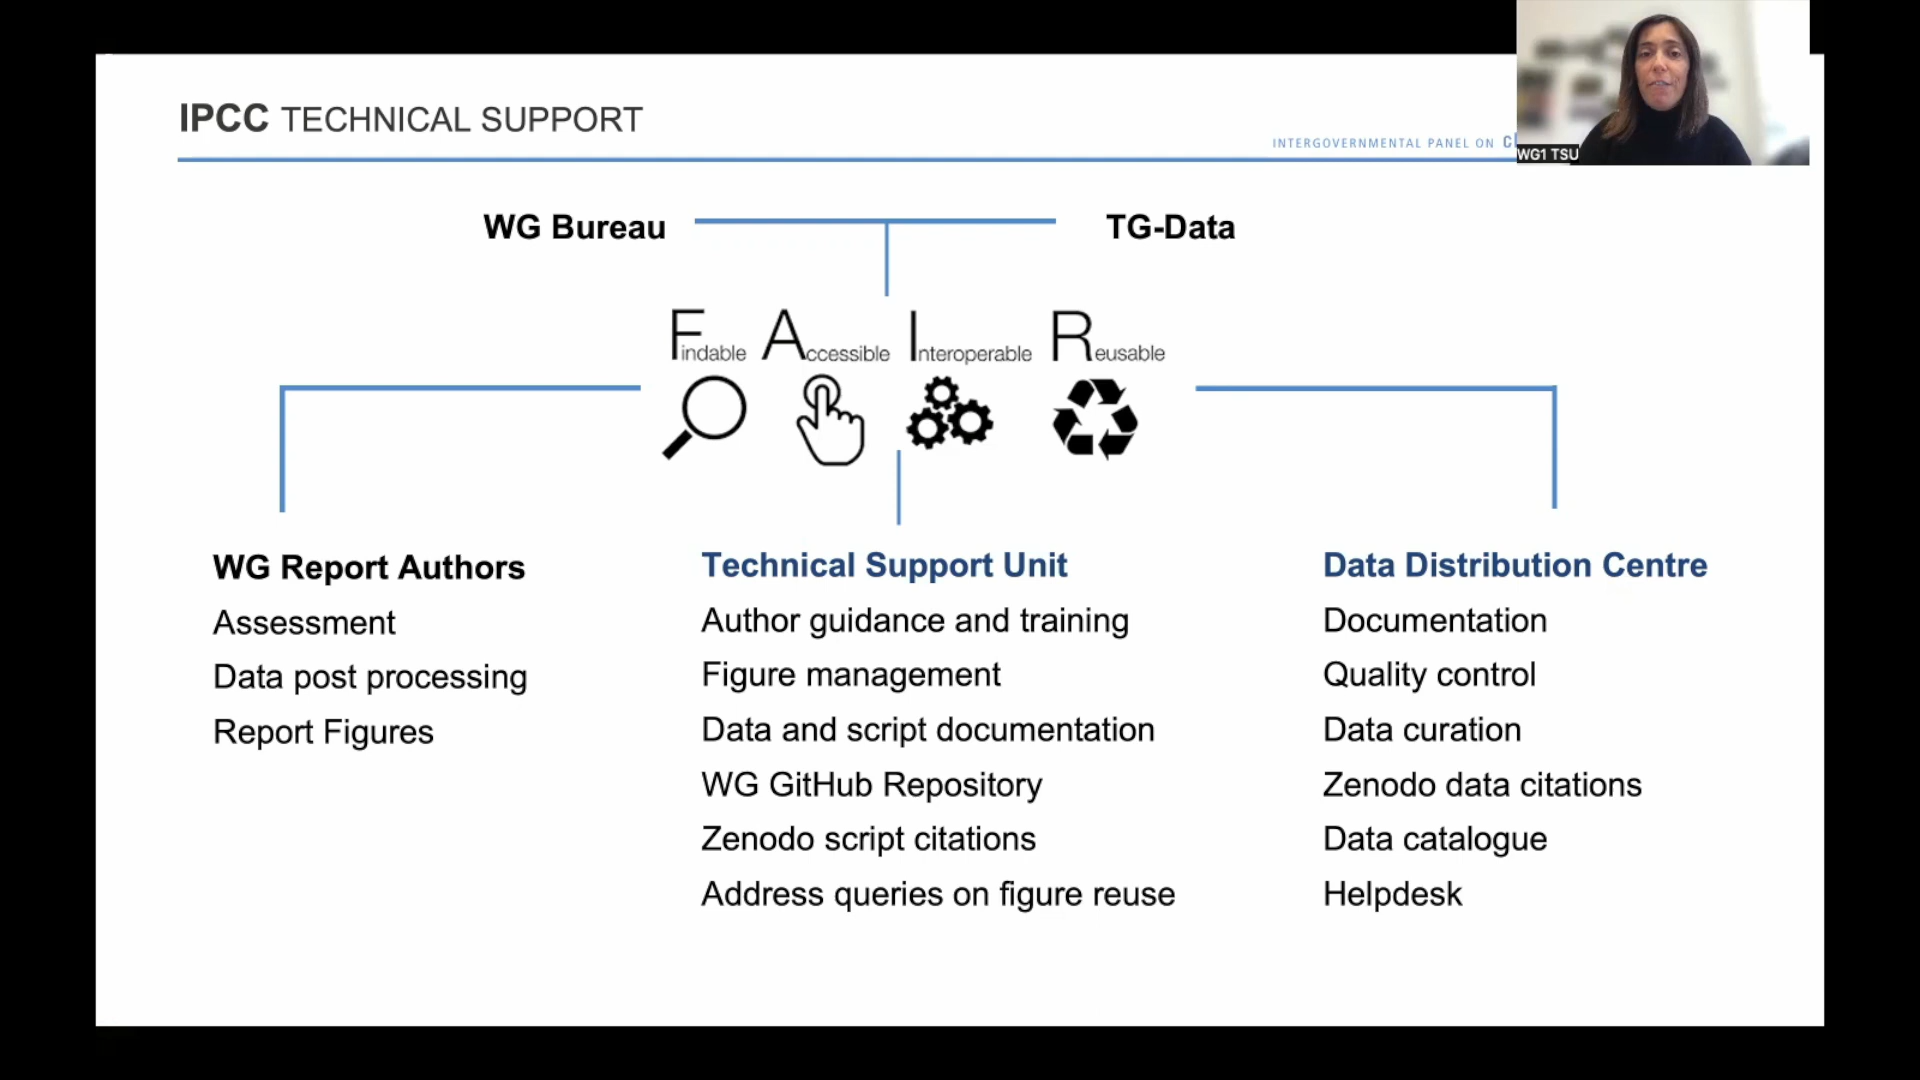 IPCC TECHNICAL SUPPORT
INTERGOVERNMENTAL PANEL ON
WG1 TSU
WG Bureau
TG-Data
Findable Accessible Interoperable Reusable
WG Report Authors
Assessment
Data post processing
Report Figures
Technical Support Unit
Author guidance and training
Figure management
Data and script documentation
WG GitHub Repository
Zenodo script citations
Address queries on figure reuse
Data Distribution Centre
Documentation
Quality control
Data curation
Zenodo data citations
Data catalogue
Helpdesk